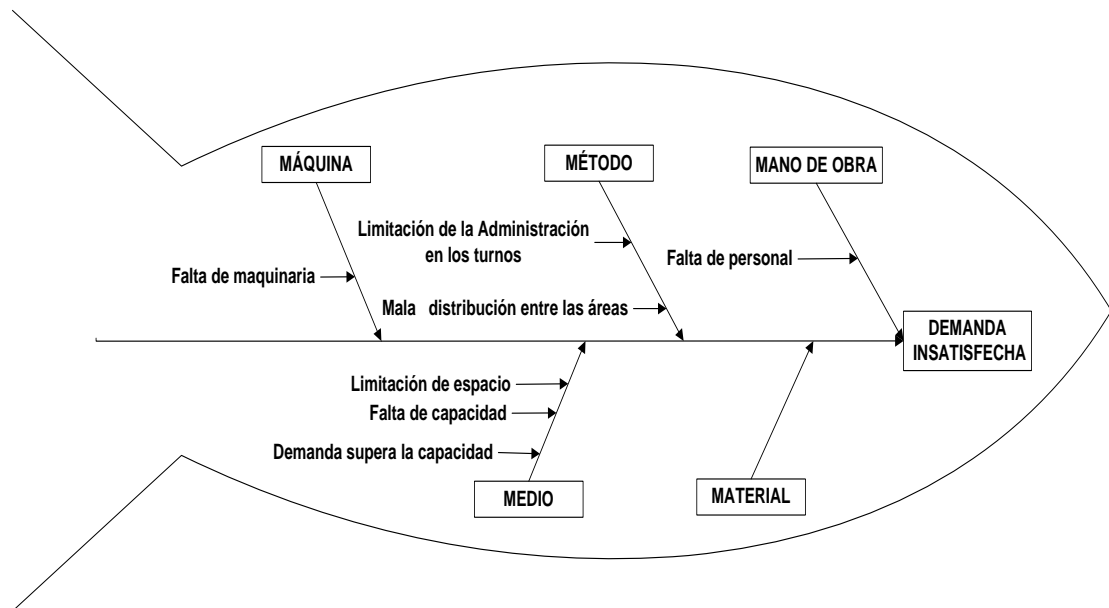 MÁQUINA
MÉTODO
MANO DE OBRA
Limitación de la Administración
en los turnos
Falta de maquinaria
Falta de personal
Mala distribución entre las áreas
DEMANDA
INSATISFECHA
Limitación de espacio
Falta de capacidad
Demanda supera la capacidad
MEDIO
MATERIAL